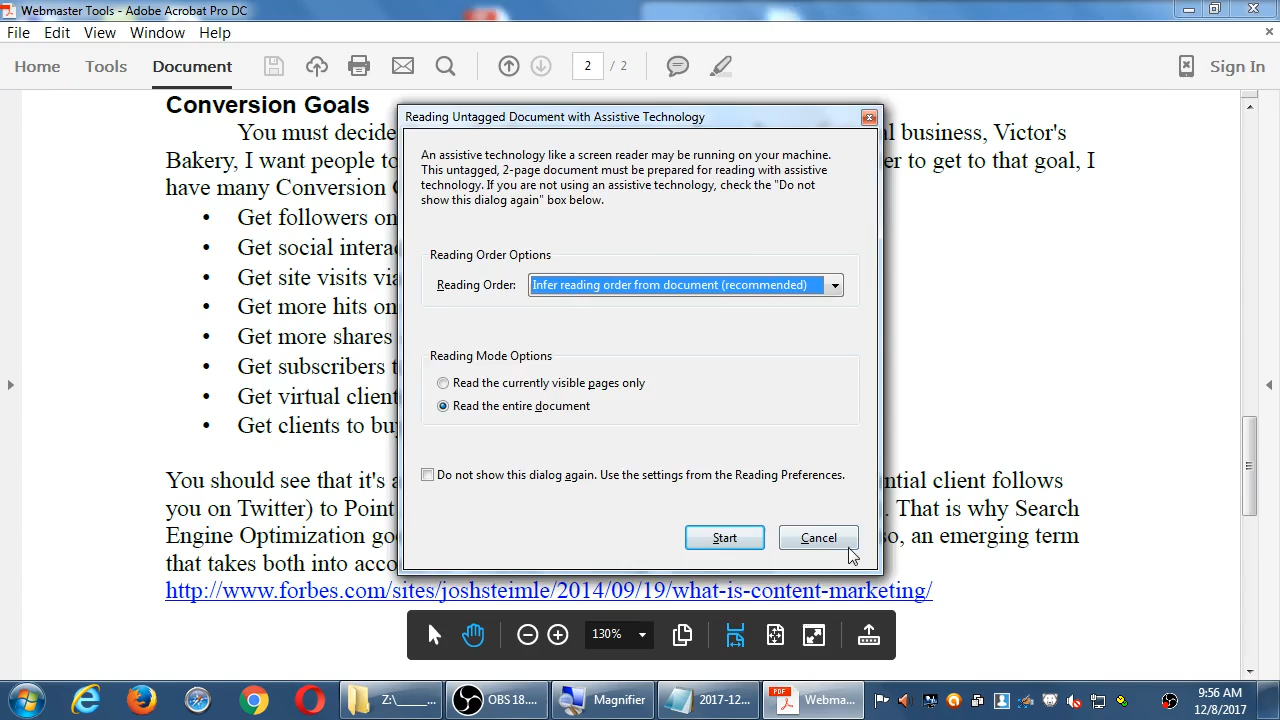 Webmaster Tools - Adobe Acrobat Pro DC
File Edit View Window Help
Home Tools Document 2 / 2 Sign In
Conversion Goals
You must decide l business, Victor's
Bakery, I want people to er to get to that goal, I
have many Conversion
• Get followers on
• Get social intera
• Get site visits via
• Get more hits on
• Get more shares
• Get subscribers
• Get virtual client
• Get clients to bu
You should see that it's a ntial client follows
you on Twitter) to Point . That is why Search
Engine Optimization go so, an emerging term
that takes both into acco
http://www.forbes.com/sites/joshsteimle/2014/09/19/what-is-content-marketing/
Reading Untagged Document with Assistive Technology
An assistive technology like a screen reader may be running on your machine.
This untagged, 2-page document must be prepared for reading with assistive
technology. If you are not using an assistive technology, check the "Do not
show this dialog again" box below.
Reading Order Options
Reading Order: Infer reading order from document (recommended)
Reading Mode Options
Read the currently visible pages only
Read the entire document
Do not show this dialog again. Use the settings from the Reading Preferences.
Start Cancel
130%
Z:\_____... OBS 18.... Magnifier 2017-12... PDF Webma...
9:56 AM
12/8/2017